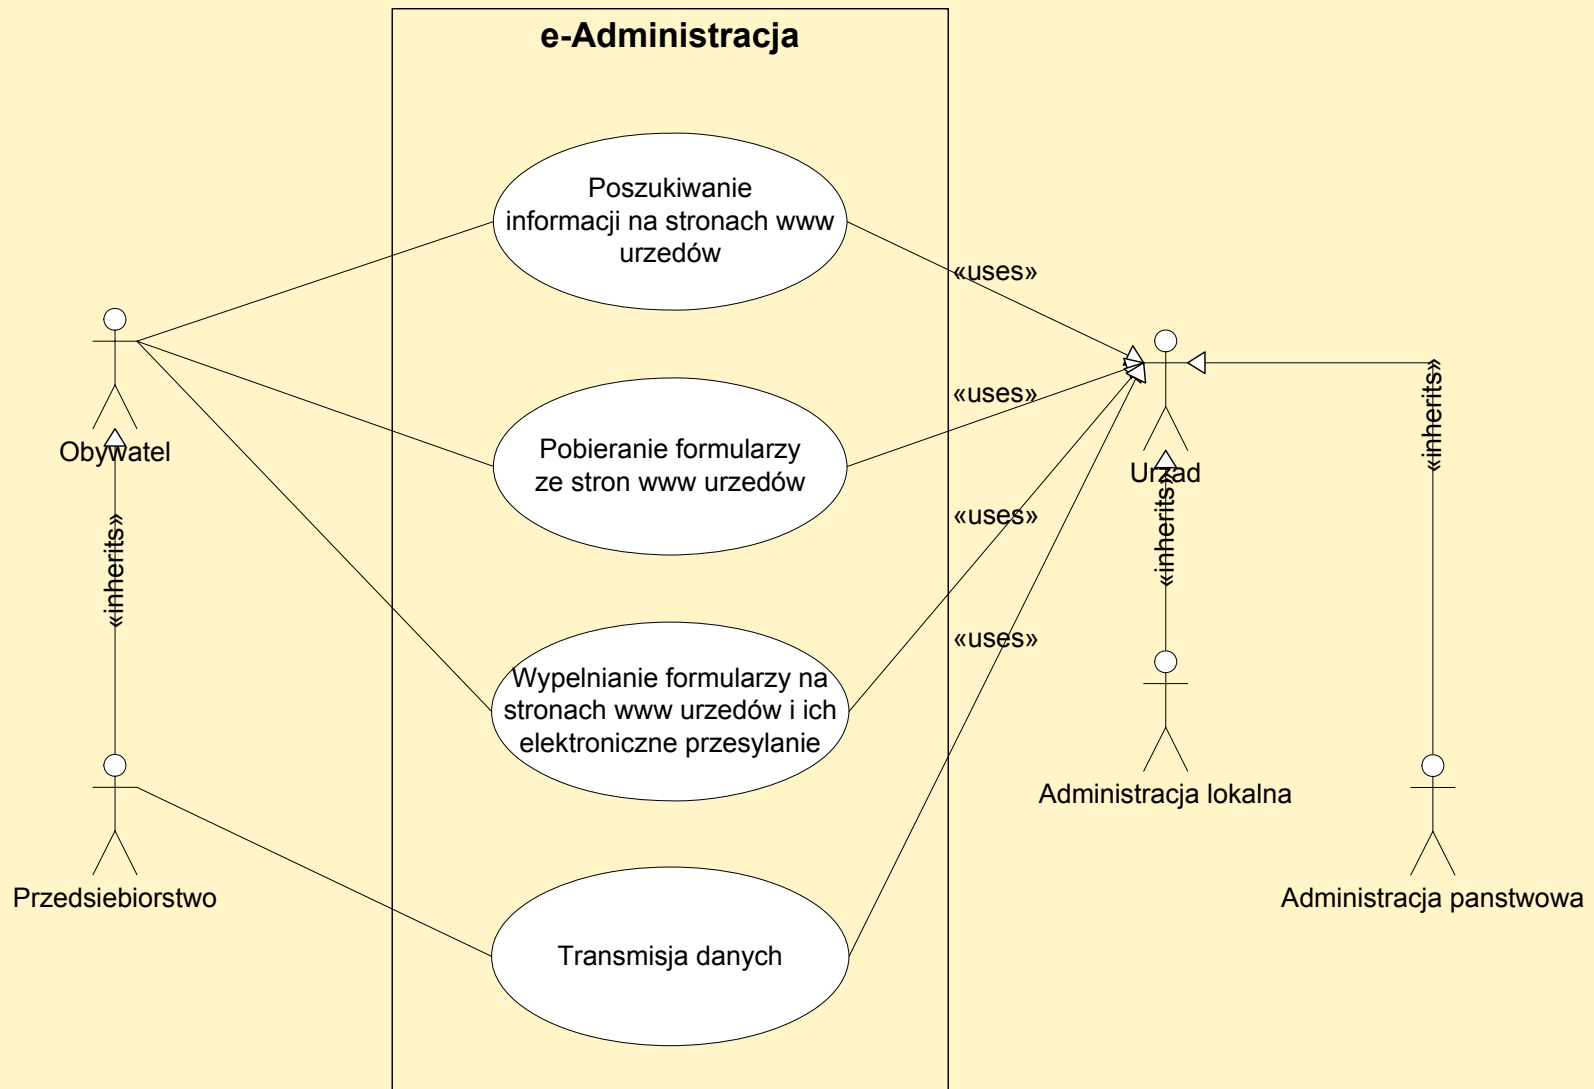 e-Administracja
Poszukiwanie
informacji na stronach www
urzedów
«uses»
Obywatel
Pobieranie formularzy
ze stron www urzedów
«uses»
Urzad
«inherits»
«inherits»
«inherits»
«uses»
Wypelnianie formularzy na
stronach www urzedów i ich
elektroniczne przesylanie
«uses»
Administracja lokalna
Przedsiebiorstwo
Administracja panstwowa
Transmisja danych